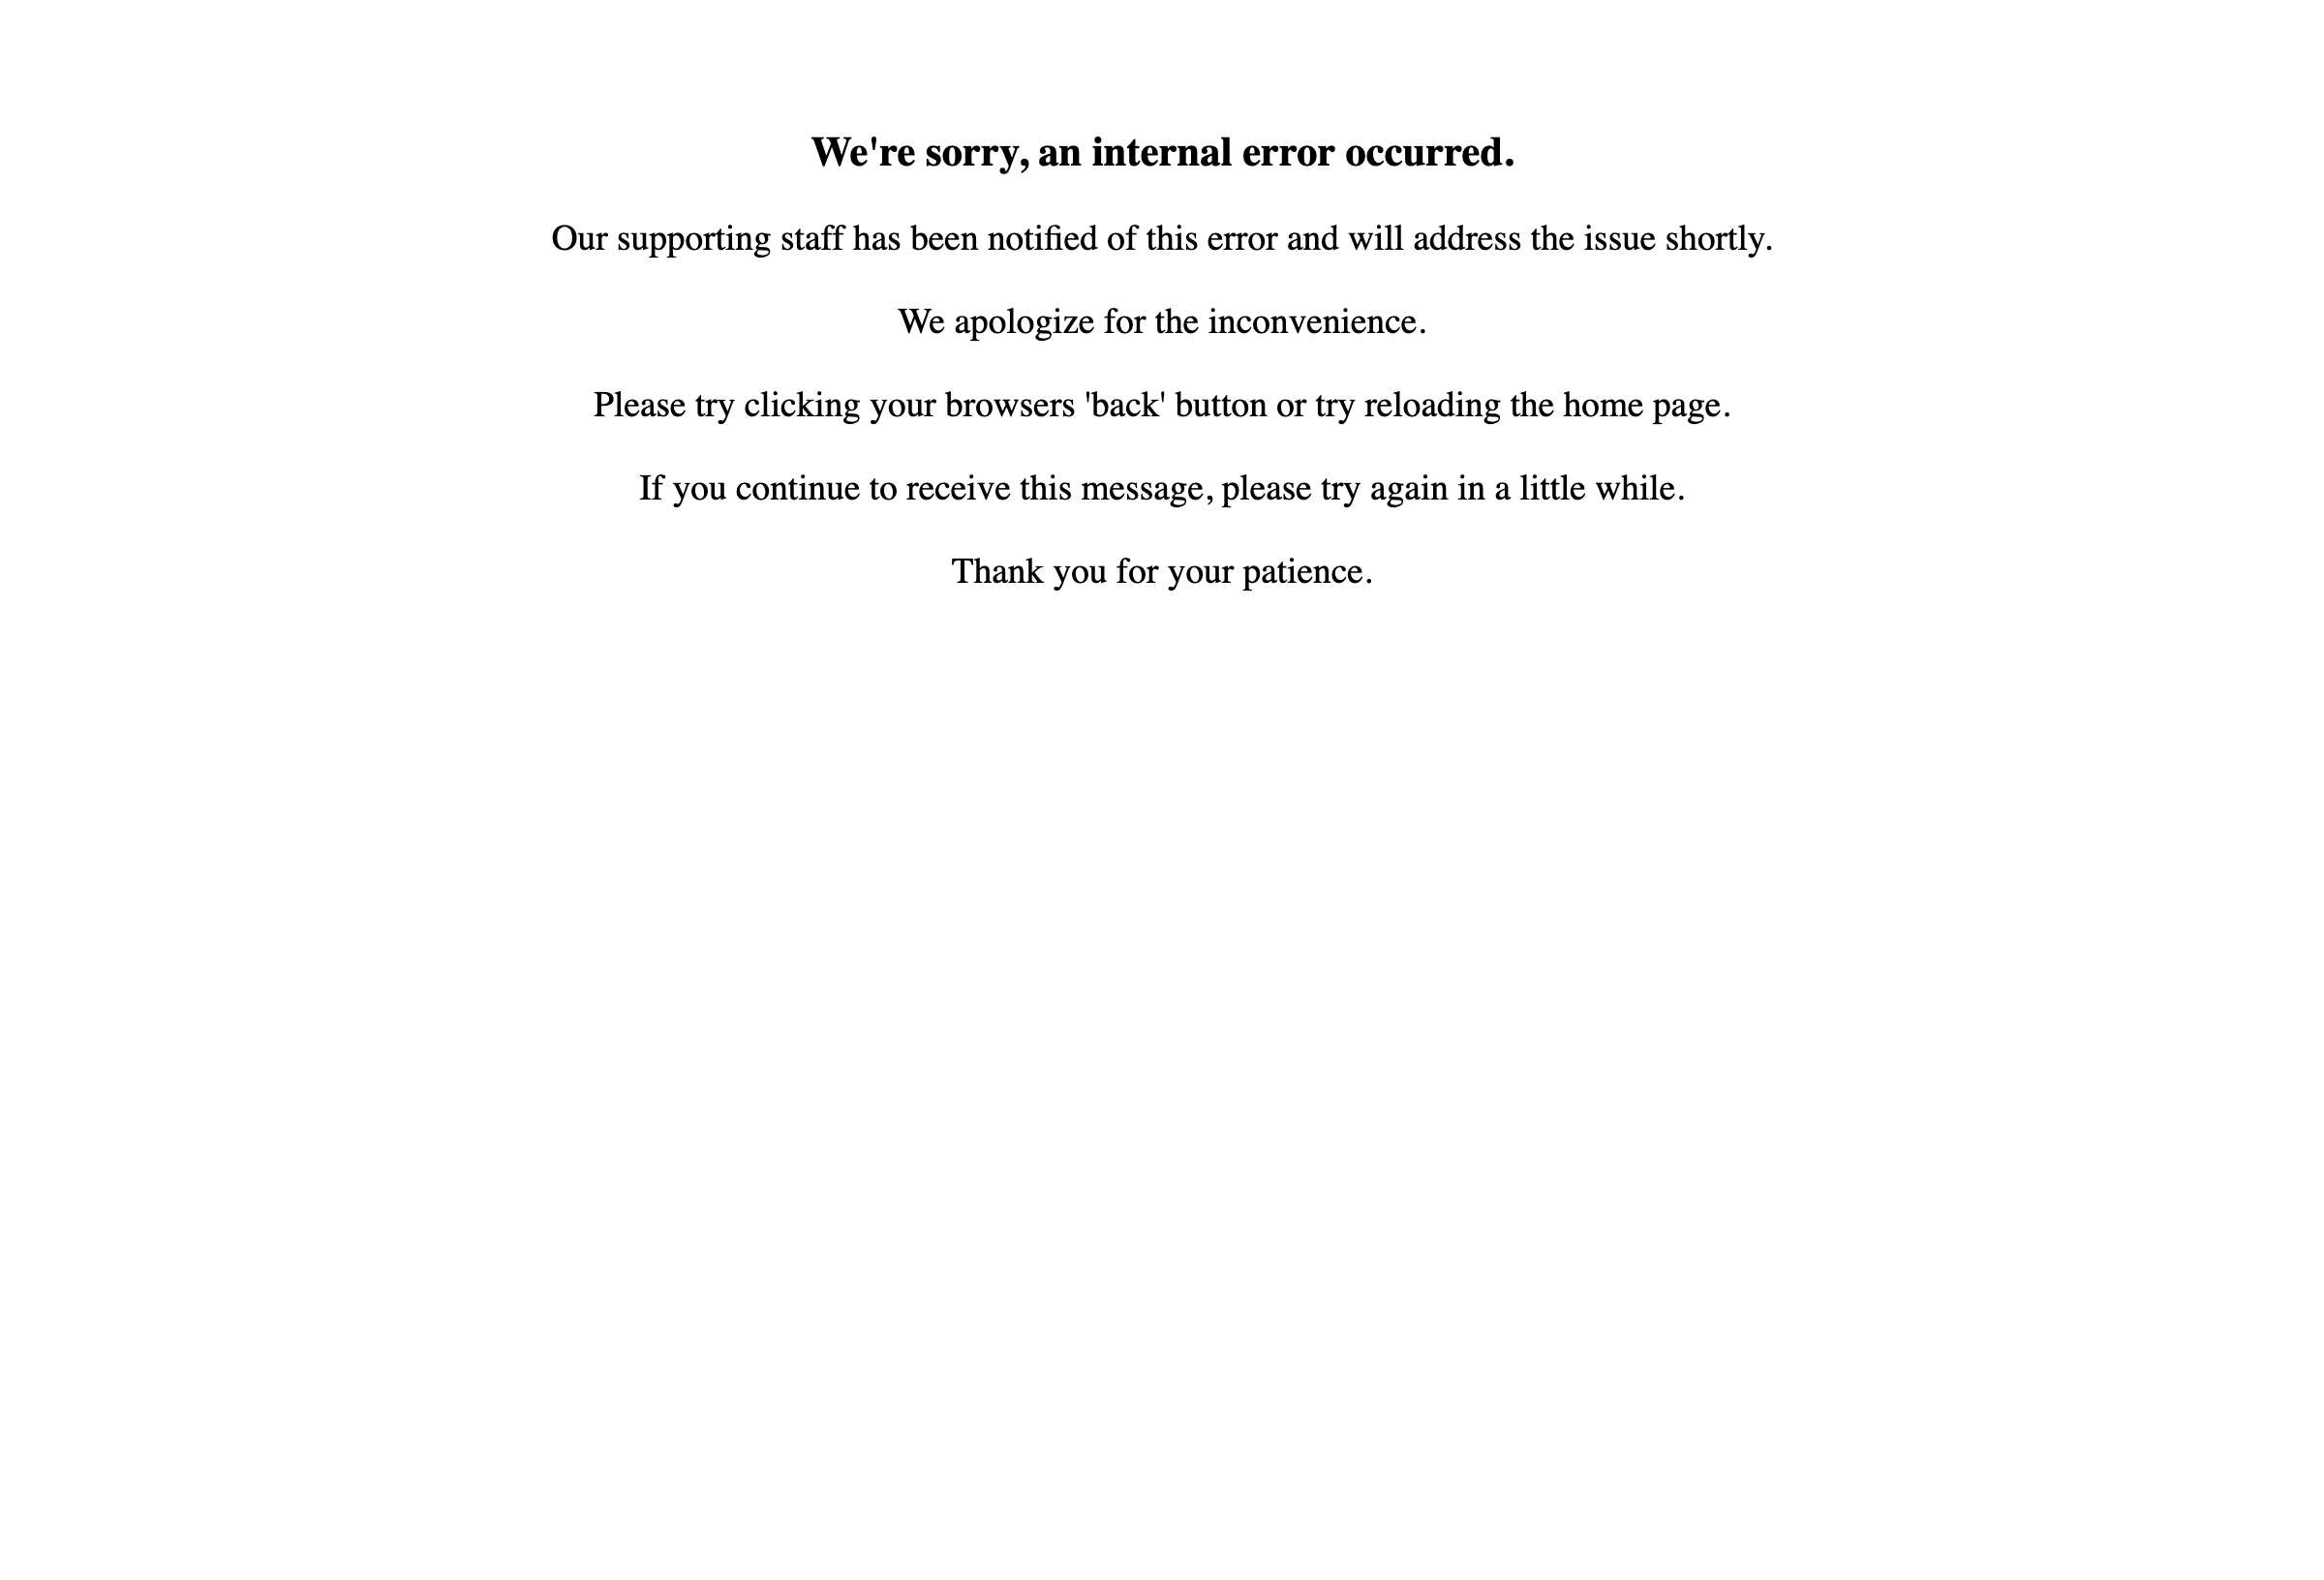 We're sorry, an internal error occurred.
Our supporting staff has been notified of this error and will address the issue shortly.
We apologize for the inconvenience.
Please try clicking your browsers 'back' button or try reloading the home page.
If you continue to receive this message, please try again in a little while.
Thank you for your patience.